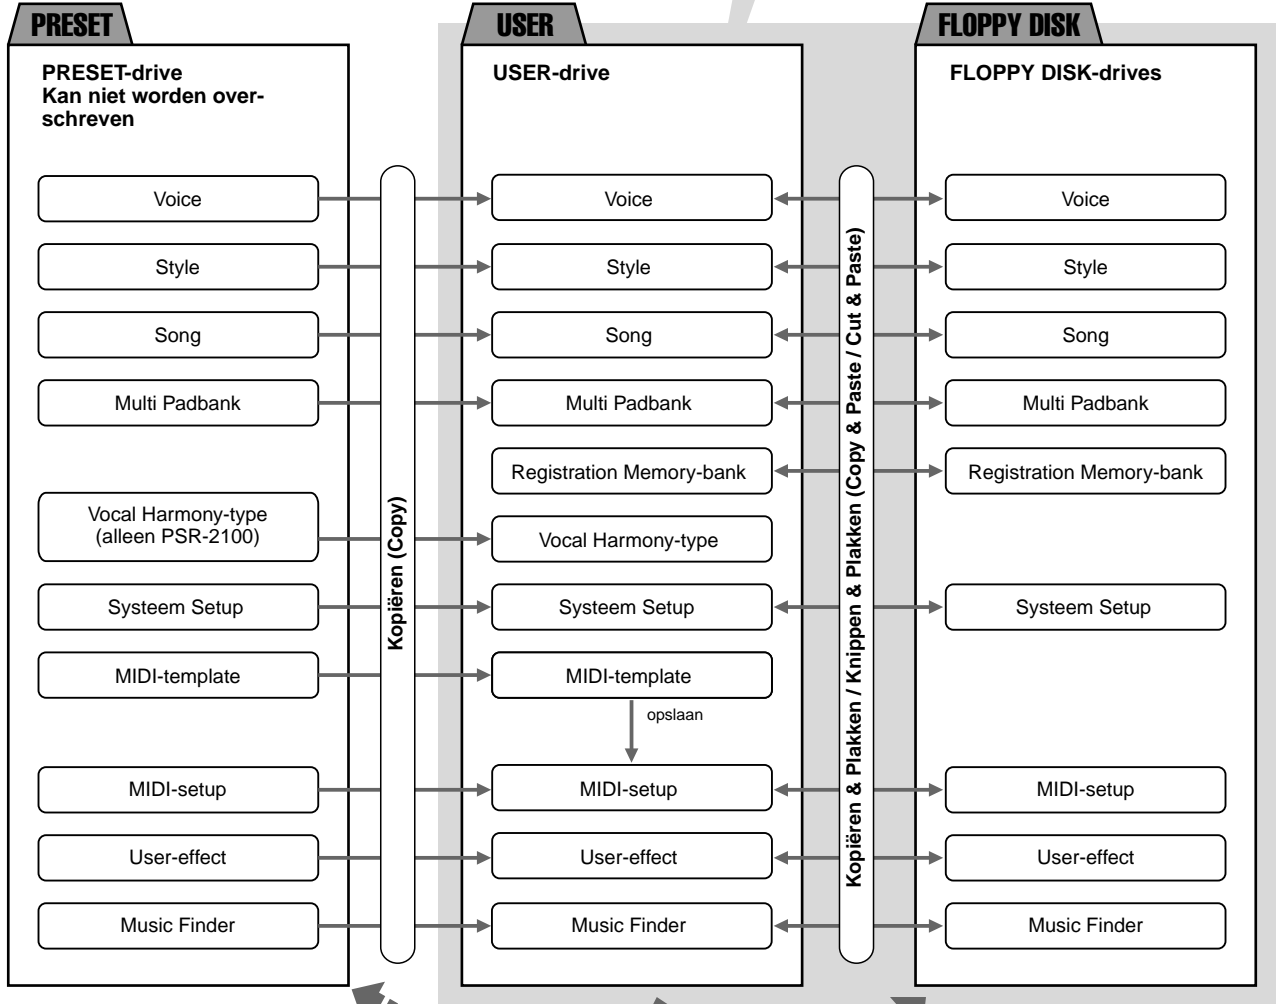 PRESET
PRESET-drive
Kan niet worden over-
schreven
Voice
Style
Song
Multi Padbank
Vocal Harmony-type
(alleen PSR-2100)
Systeem Setup
MIDI-template
MIDI-setup
User-effect
Music Finder
Kopiëren (Copy)
USER
USER-drive
Voice
Style
Song
Multi Padbank
Registration Memory-bank
Vocal Harmony-type
Systeem Setup
MIDI-template
opslaan
MIDI-setup
User-effect
Music Finder
Kopiëren & Plakken / Knippen & Plakken (Copy & Paste / Cut & Paste)
FLOPPY DISK
FLOPPY DISK-drives
Voice
Style
Song
Multi Padbank
Registration Memory-bank
Systeem Setup
MIDI-setup
User-effect
Music Finder